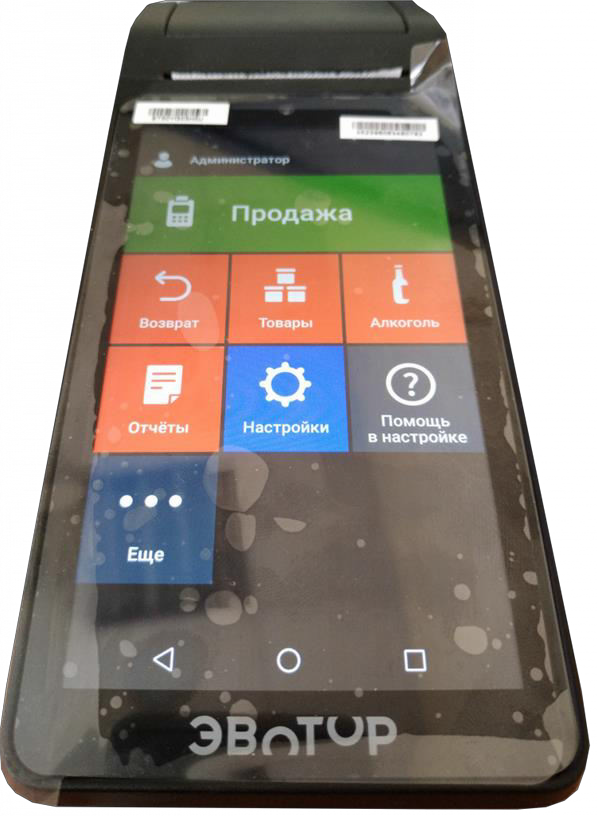 Администратор
Продажа
Возврат
Товары
Алкоголь
Отчёты
Настройки
Помощь
в настройке
Еще
ЭВОТОР